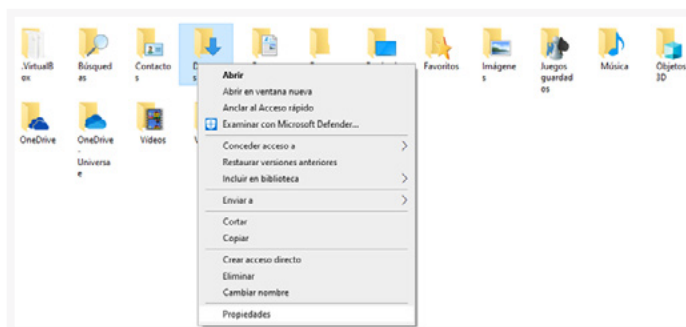 .VirtualB
ox
Búsqued
as
Contacto
s
D
s
Favoritos
Imágene
s
Juegos
guardad
os
Música
Objetos
3D
OneDrive
OneDrive
-
Universa
e
Vídeos
V
Abrir
Abrir en ventana nueva
Anclar al Acceso rápido
Examinar con Microsoft Defender...
Conceder acceso a
Restaurar versiones anteriores
Incluir en biblioteca
Enviar a
Cortar
Copiar
Crear acceso directo
Eliminar
Cambiar nombre
Propiedades